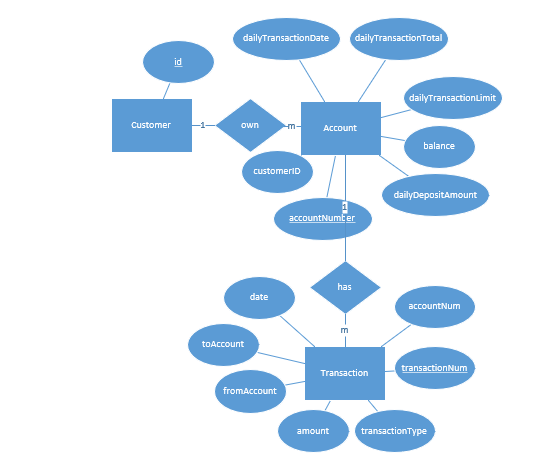 dailyTransactionDate
dailyTransactionTotal
id
dailyTransactionLimit
Customer
1
own
m
Account
balance
customerID
dailyDepositAmount
1
accountNumber
has
date
accountNum
m
toAccount
Transaction
transactionNum
fromAccount
amount
transactionType